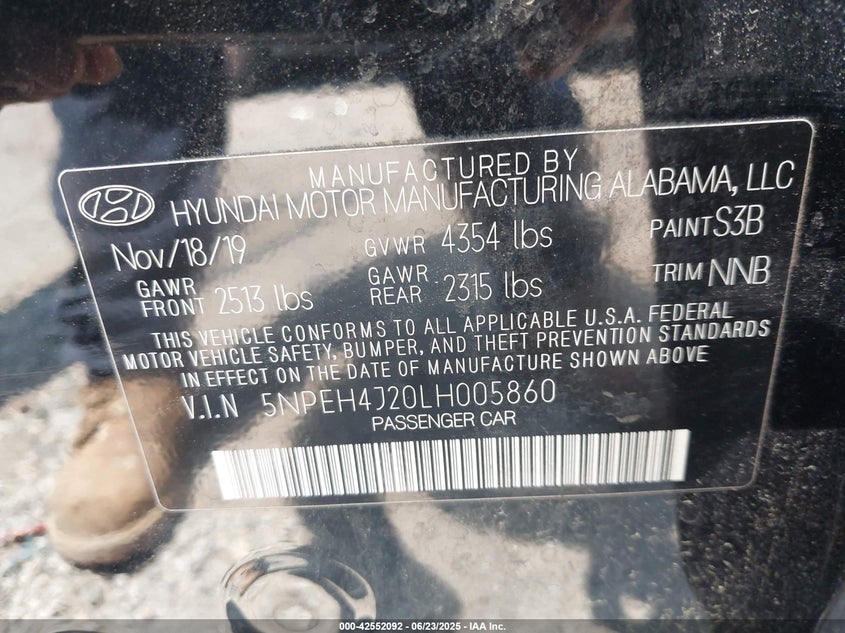 MANUFACTURED BY
HYUNDAI MOTOR MANUFACTURING ALABAMA, LLC
Nov/18/19 GVWR 4354 lbs PAINT S3B
GAWR FRONT 2513 lbs GAWR REAR 2315 lbs TRIM NNB
THIS VEHICLE CONFORMS TO ALL APPLICABLE U.S.A. FEDERAL
MOTOR VEHICLE SAFETY, BUMPER, AND THEFT PREVENTION STANDARDS
IN EFFECT ON THE DATE OF MANUFACTURE SHOWN ABOVE
V.I.N 5NPEH4J20LH005860
PASSENGER CAR
000-42552092 - 06/23/2025 - IAA Inc.